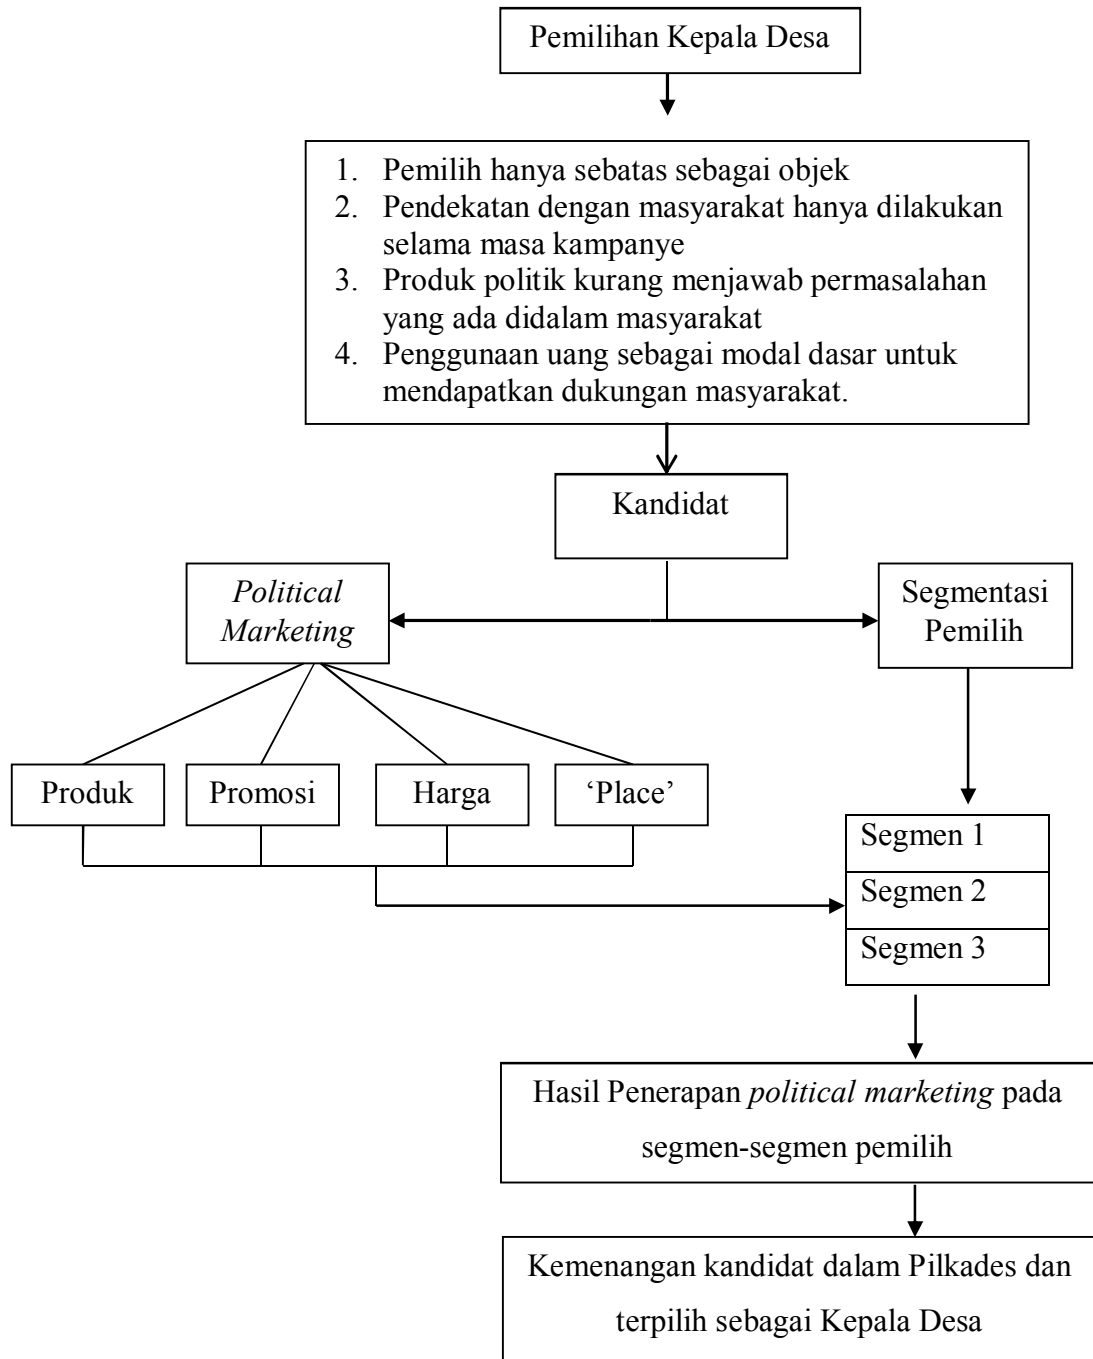 Pemilihan Kepala Desa
1. Pemilih hanya sebatas sebagai objek
2. Pendekatan dengan masyarakat hanya dilakukan
selama masa kampanye
3. Produk politik kurang menjawab permasalahan
yang ada didalam masyarakat
4. Penggunaan uang sebagai modal dasar untuk
mendapatkan dukungan masyarakat.
Kandidat
Political
Marketing
Segmentasi
Pemilih
Produk
Promosi
Harga
‘Place’
Segmen 1
Segmen 2
Segmen 3
Hasil Penerapan political marketing pada
segmen-segmen pemilih
Kemenangan kandidat dalam Pilkades dan
terpilih sebagai Kepala Desa